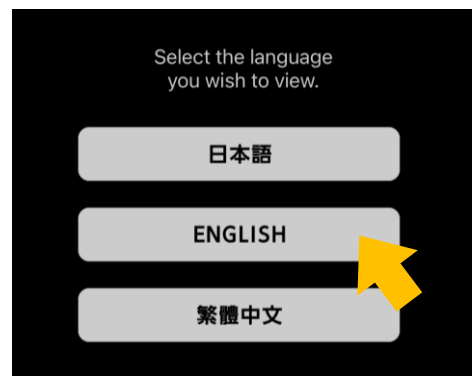 Select the language
you wish to view.
日本語
ENGLISH
繁體中文